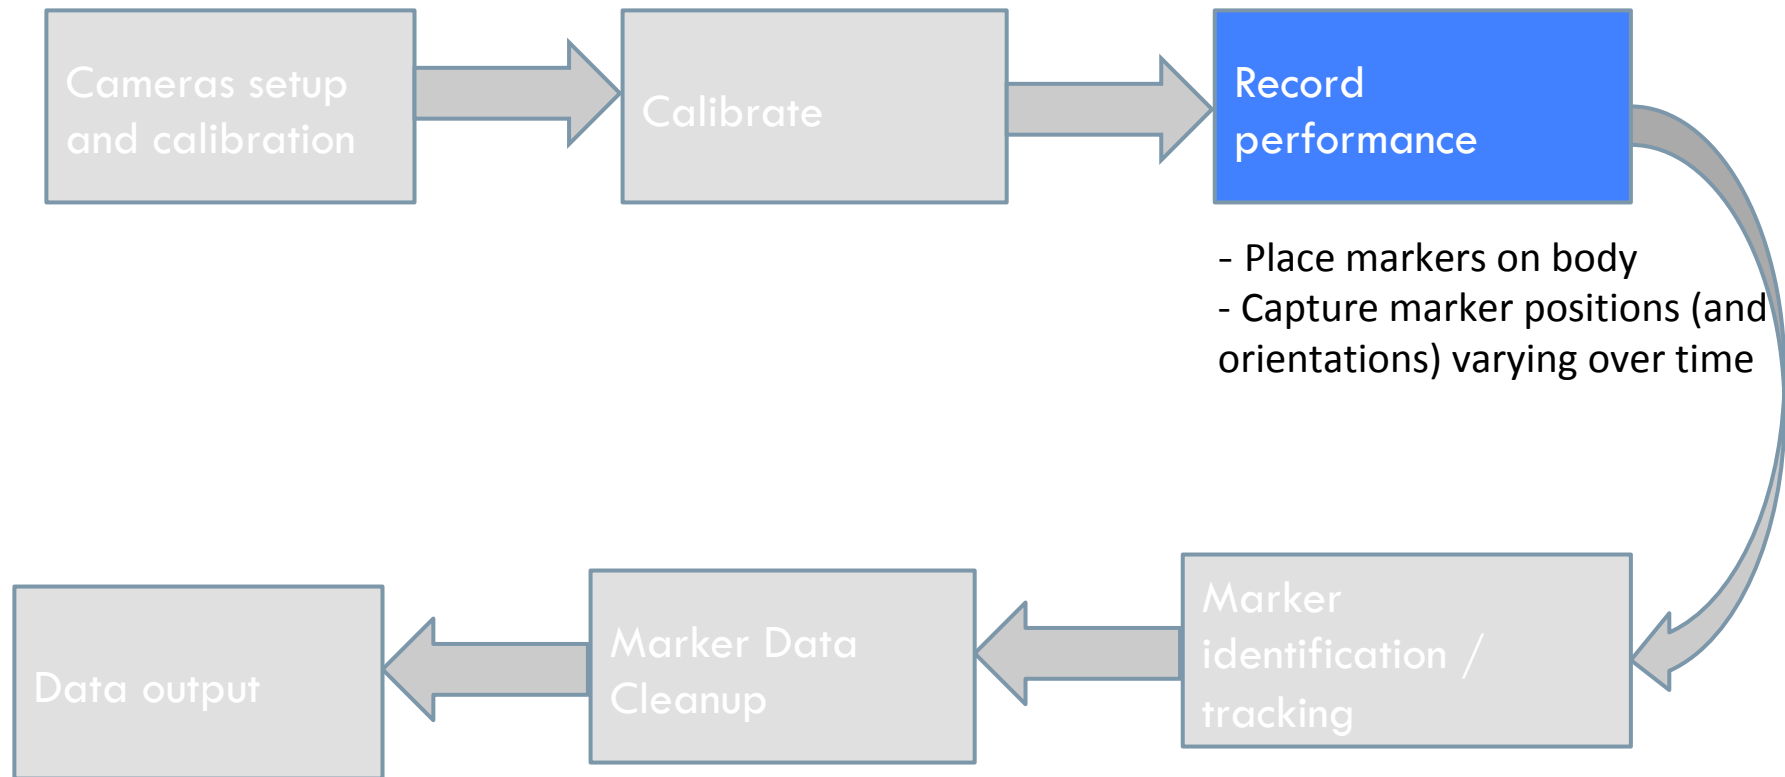 Cameras setup
and calibration
Calibrate
Record
performance
- Place markers on body
- Capture marker positions (and
orientations) varying over time
Marker
identification /
tracking
Marker Data
Cleanup
Data output